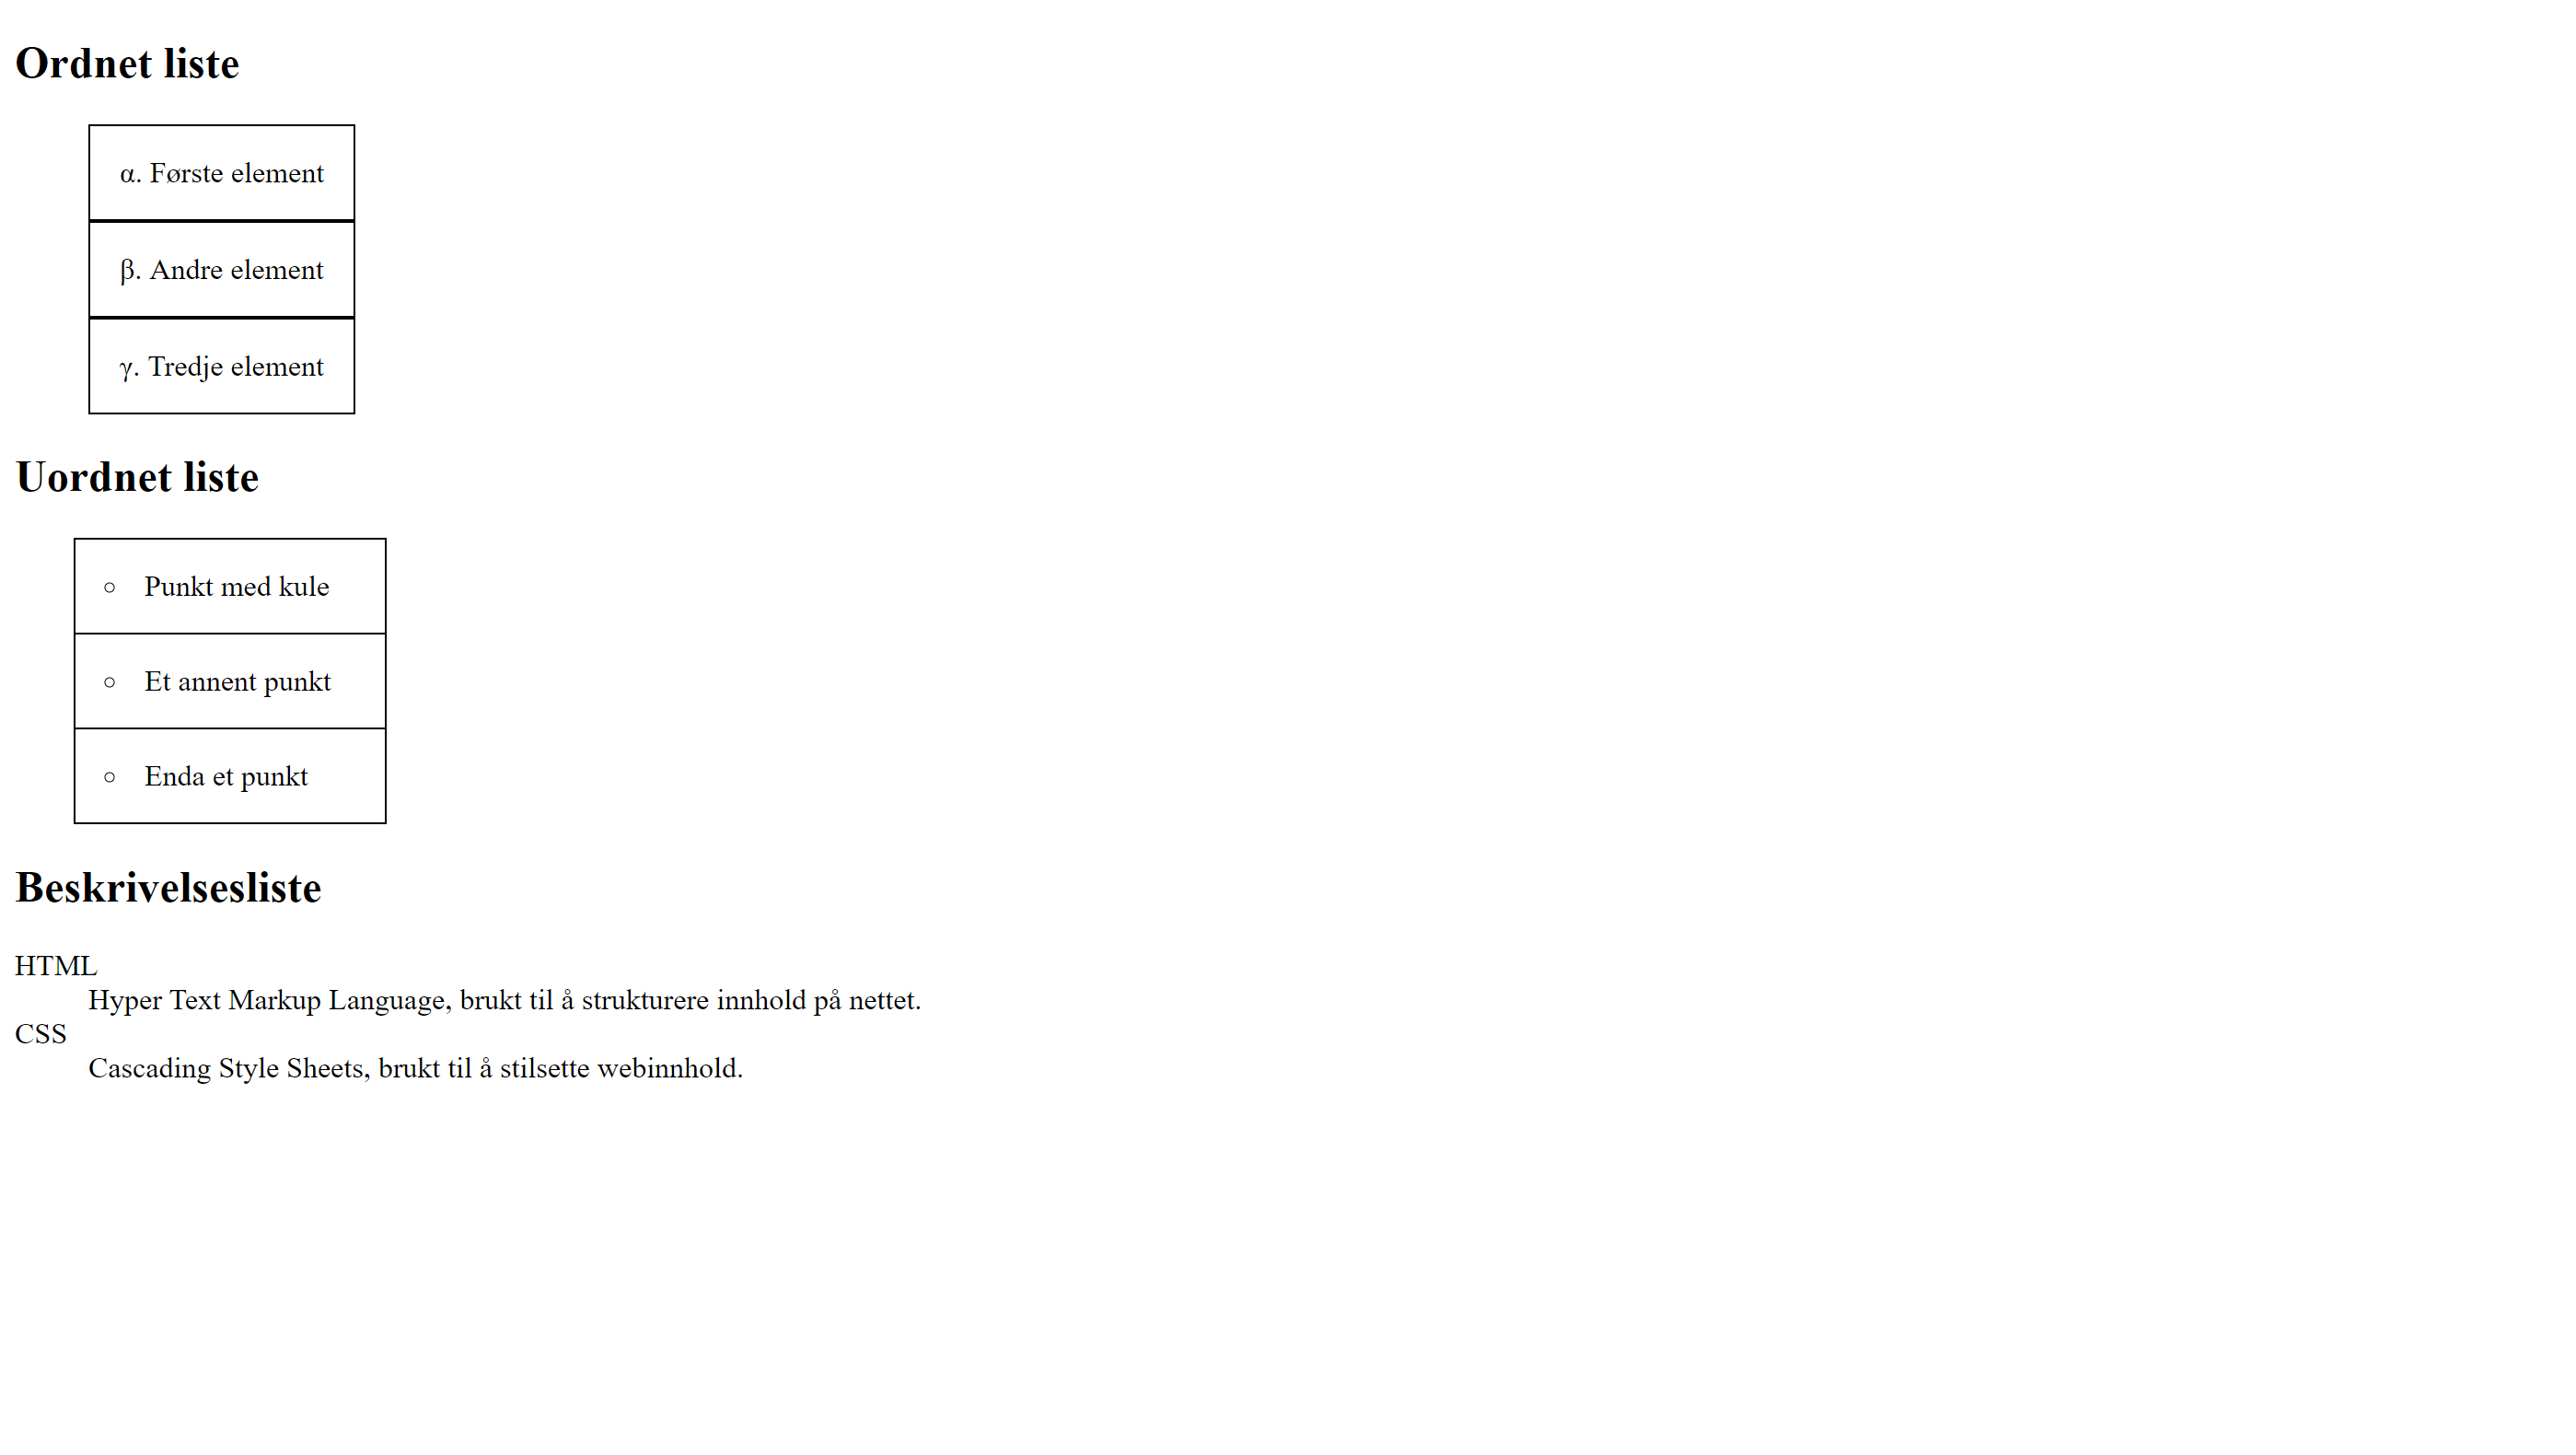 Ordnet liste
α. Første element
β. Andre element
γ. Tredje element
Uordnet liste
◦ Punkt med kule
◦ Et annent punkt
◦ Enda et punkt
Beskrivelsesliste
HTML
Hyper Text Markup Language, brukt til å strukturere innhold på nettet.
CSS
Cascading Style Sheets, brukt til å stilsette webinnhold.